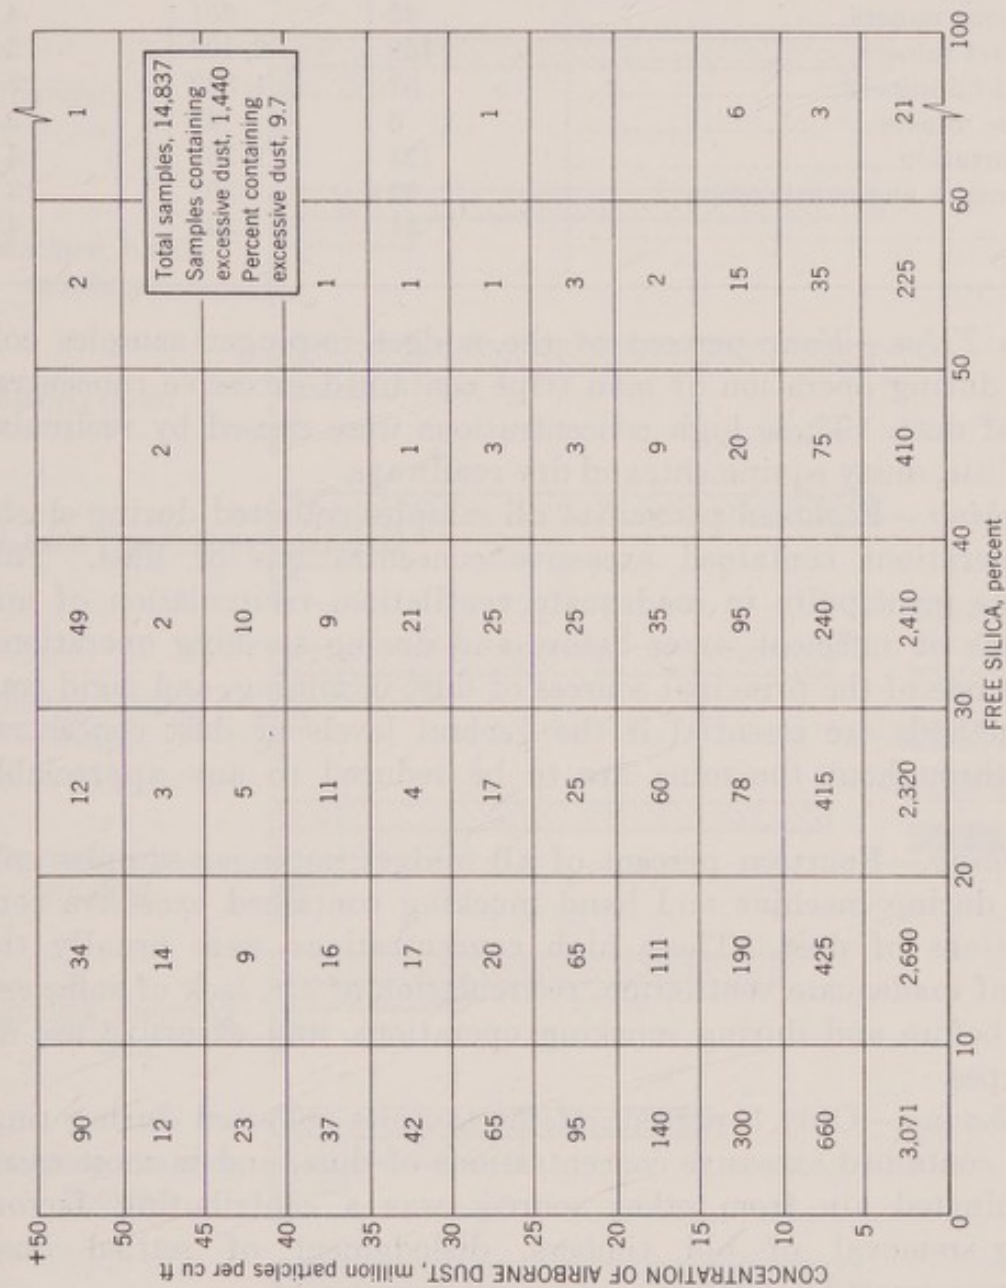 CONCENTRATION OF AIRBORNE DUST, million particles per cu ft
+50
90 34 12 49 2 1
50
12 14 3 2 2
Total samples, 14,837
Samples containing
excessive dust, 1,440
Percent containing
excessive dust, 9.7
45
23 9 5 10
40
37 16 11 9 1
35
42 17 4 21 1 1
30
65 20 17 25 3 1 1
25
95 65 25 25 3 3
20
140 111 60 35 9 2
15
300 190 78 95 20 15 6
10
660 425 415 240 75 35 3
5
3,071 2,690 2,320 2,410 410 225 21
0 10 20 30 40 50 60 100
FREE SILICA, percent